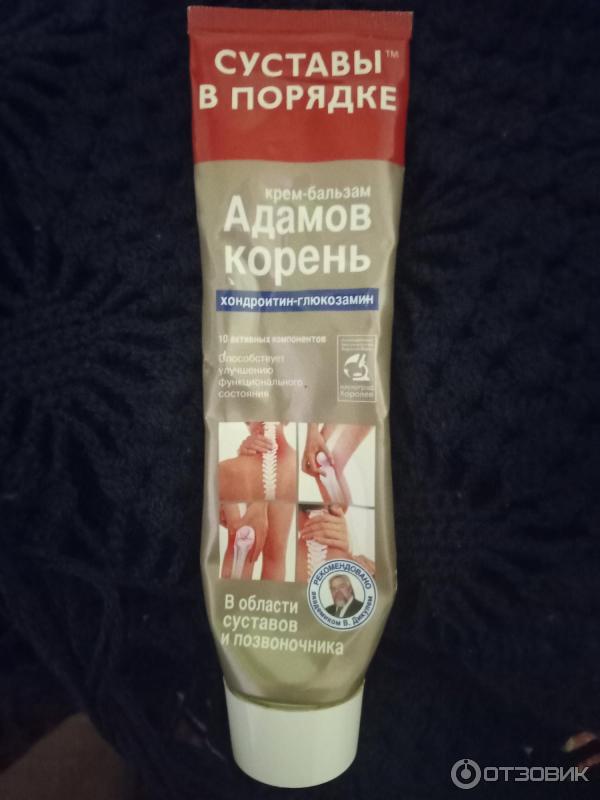 СУСТАВЫ™
В ПОРЯДКЕ
крем-бальзам
Адамов
корень
хондроитин-глюкозамин
10 активных компонентов
Способствует
улучшению
функционального
состояния
наукоград
Королев
РЕКОМЕНДОВАНО
академиком В. Дикулем
В области
суставов
и позвоночника
ОТЗОВИК